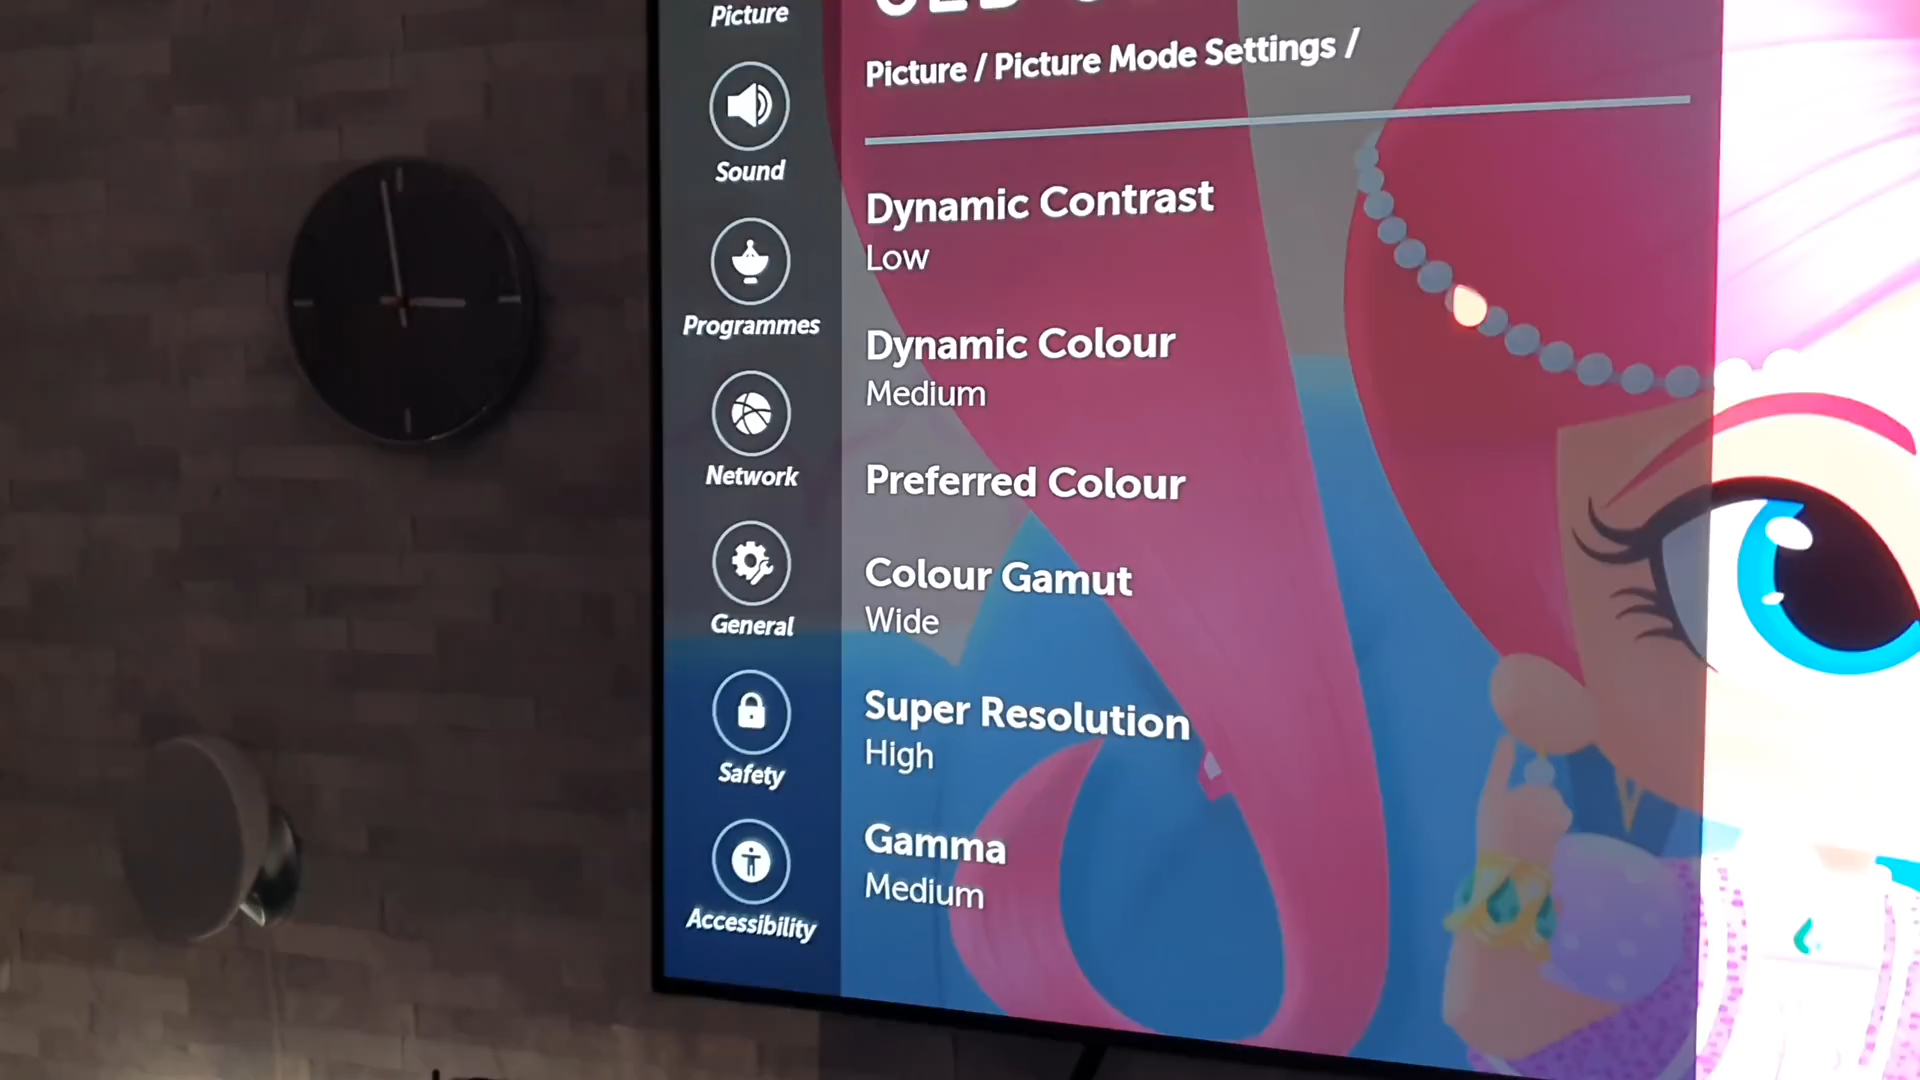 Picture
Sound
Programmes
Network
General
Safety
Accessibility
Picture / Picture Mode Settings /
Dynamic Contrast
Low
Dynamic Colour
Medium
Preferred Colour
Colour Gamut
Wide
Super Resolution
High
Gamma
Medium